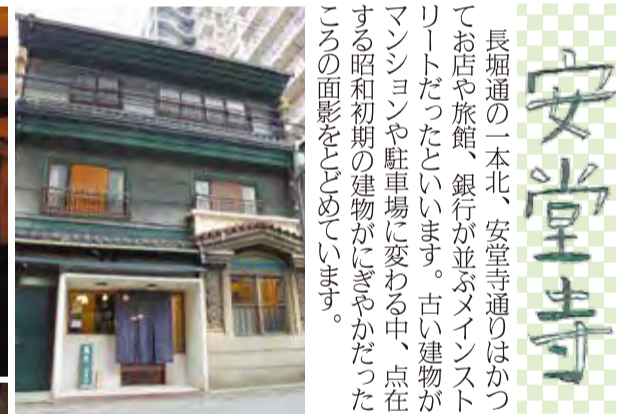 安堂寺
長堀通の一本北、安堂寺通りはかつ
てお店や旅館、銀行が並ぶメインスト
リートだったといいます。古い建物が
マンションや駐車場に変わる中、点在
する昭和初期の建物がにぎやかだった
ころの面影をとどめています。